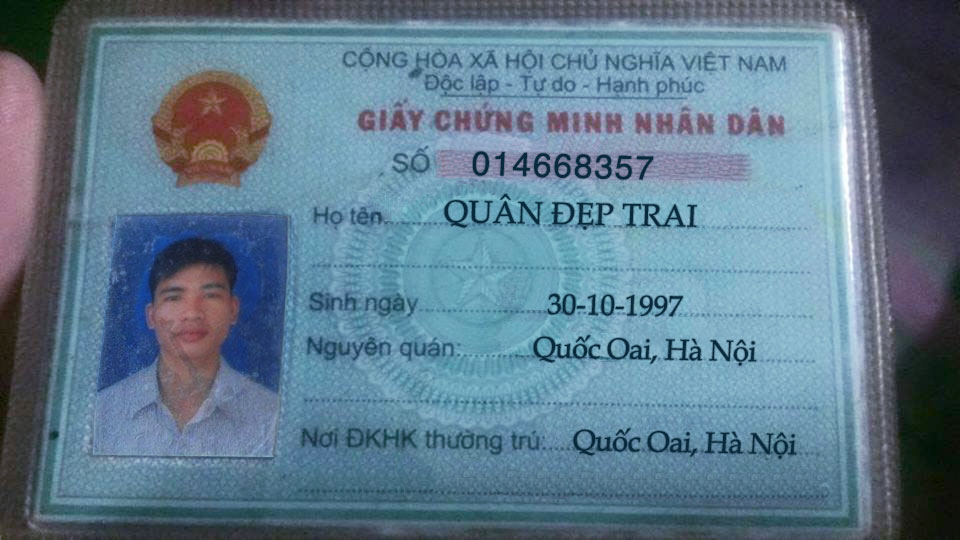 CỘNG HÒA XÃ HỘI CHỦ NGHĨA VIỆT NAM
Độc lập - Tự do - Hạnh phúc
GIẤY CHỨNG MINH NHÂN DÂN
SỐ 014668357
Họ tên QUÂN ĐẸP TRAI
Sinh ngày 30-10-1997
Nguyên quán: Quốc Oai, Hà Nội
Nơi ĐKHK thường trú: Quốc Oai, Hà Nội